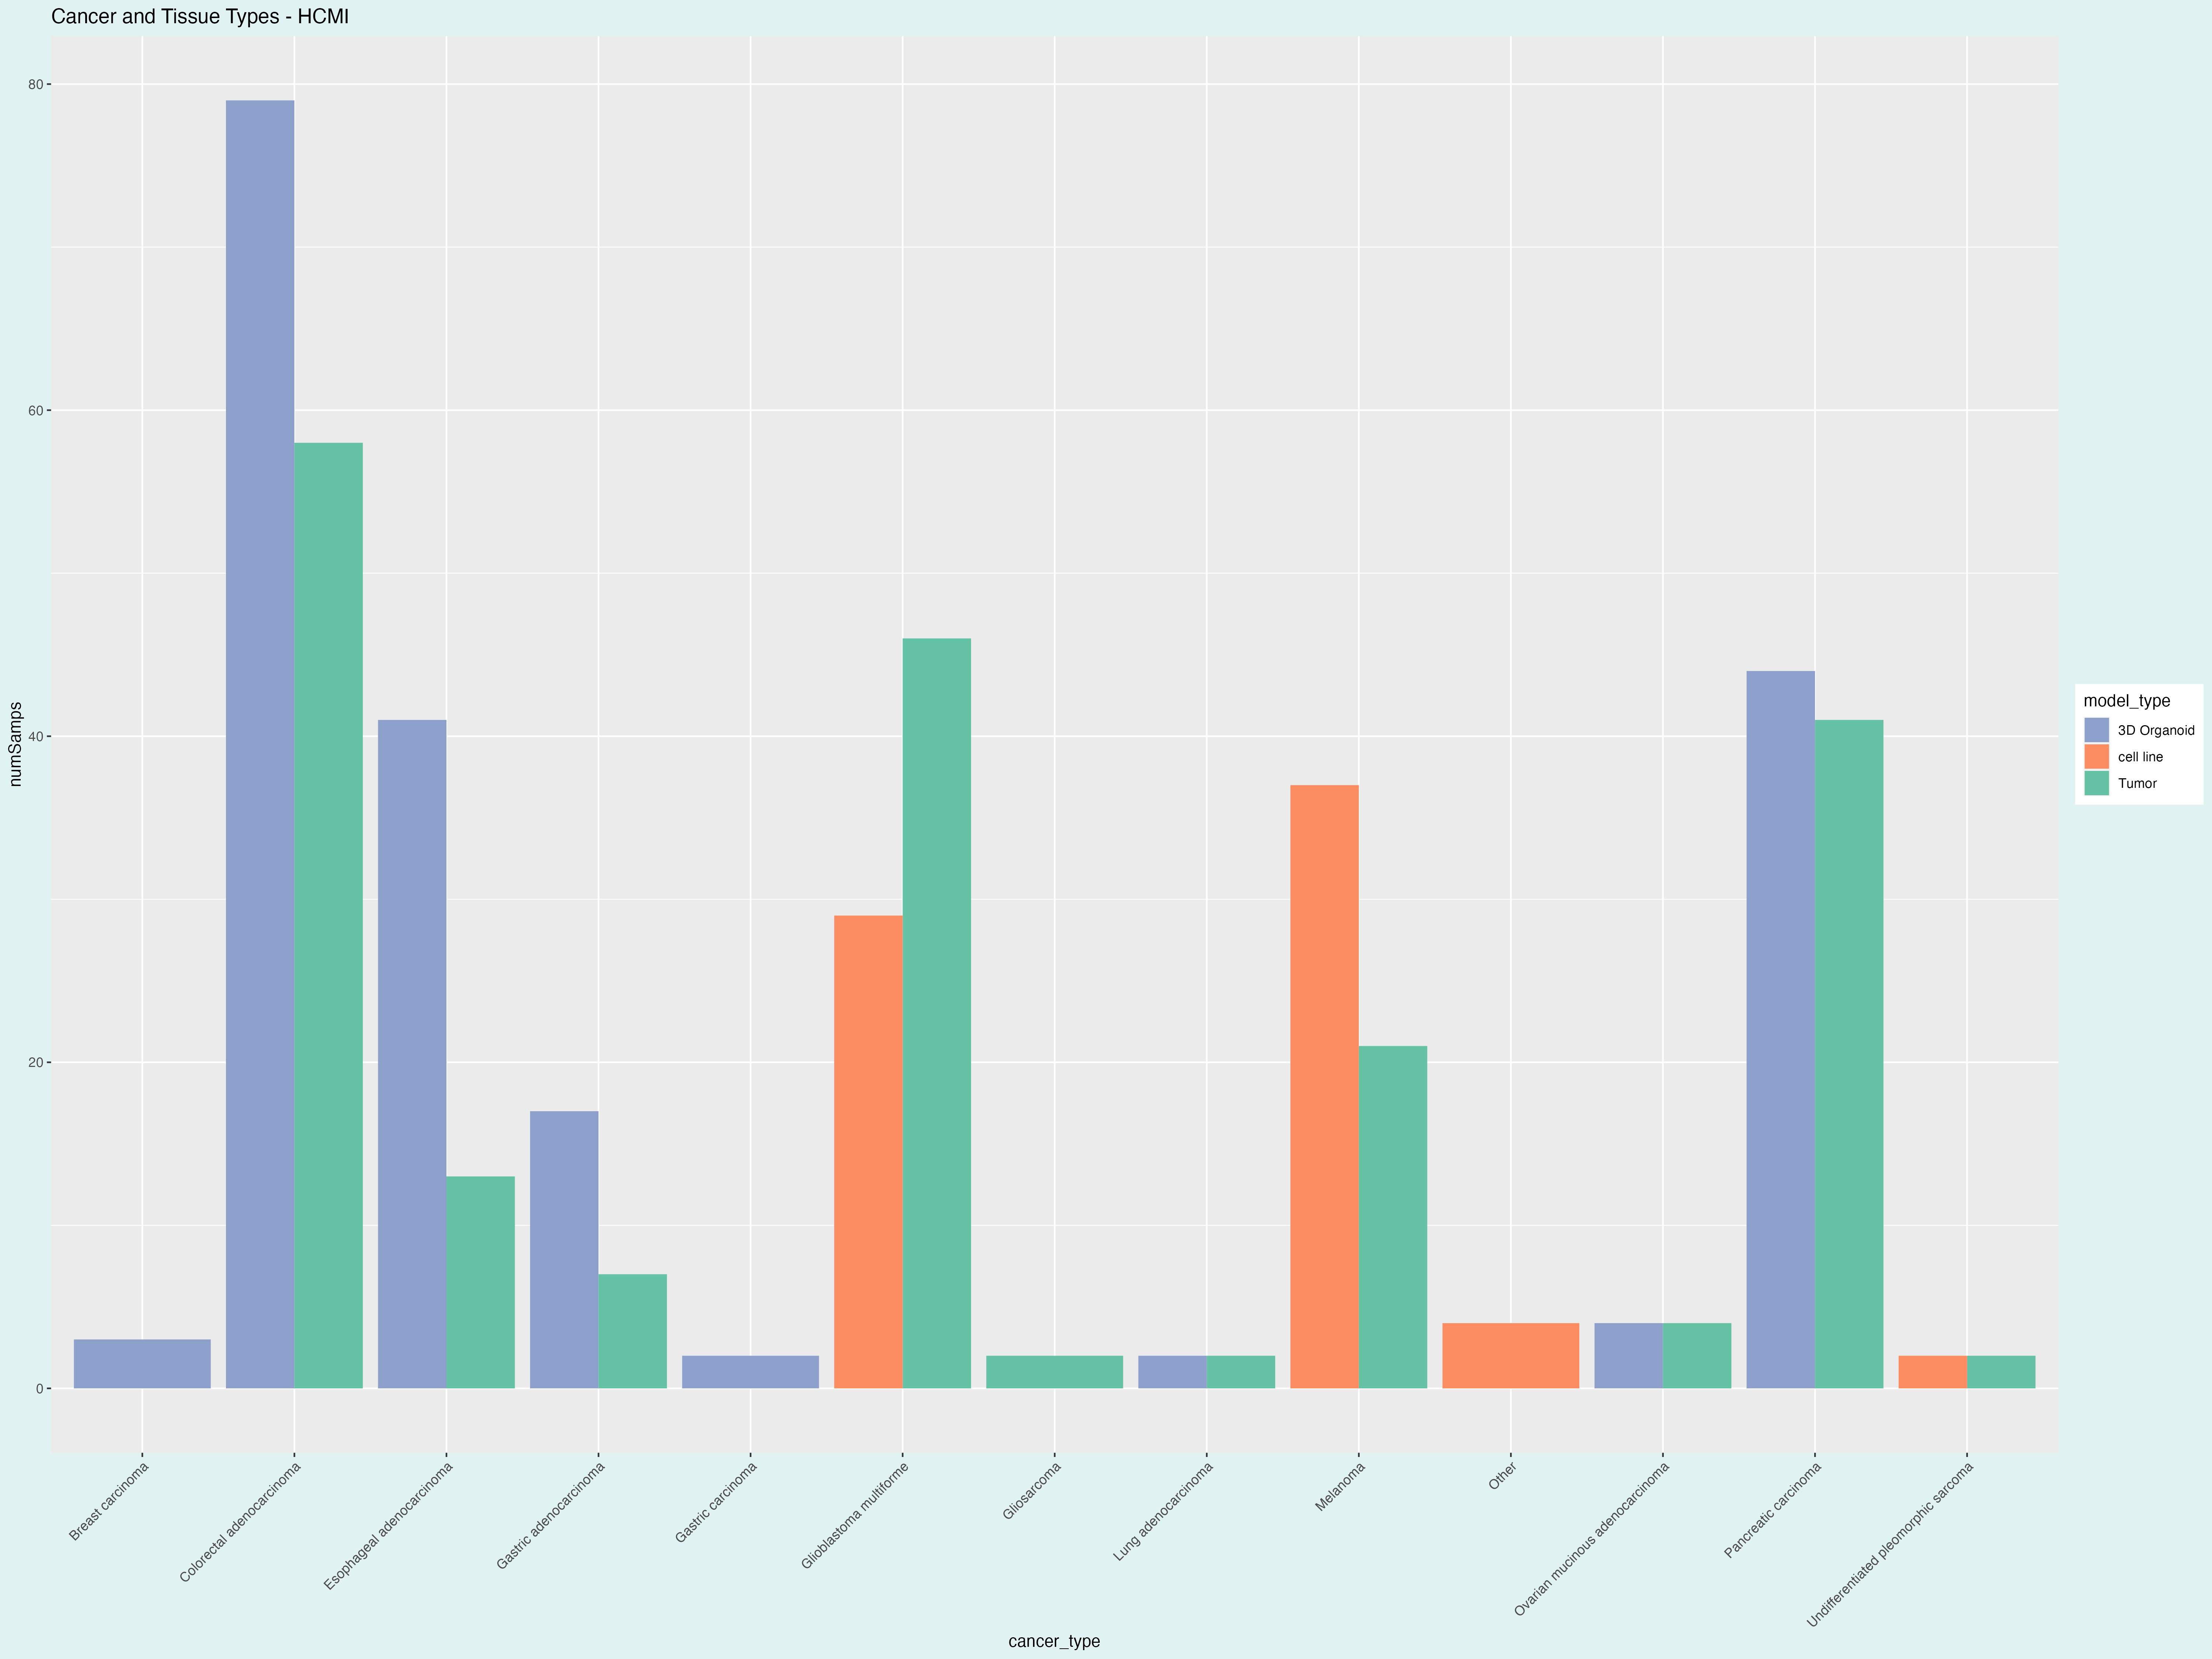 Cancer and Tissue Types - HCMI
numSamps
80
60
40
20
0
Breast carcinoma
Colorectal adenocarcinoma
Esophageal adenocarcinoma
Gastric adenocarcinoma
Gastric carcinoma
Glioblastoma multiforme
Gliosarcoma
Lung adenocarcinoma
Melanoma
Other
Ovarian mucinous adenocarcinoma
Pancreatic carcinoma
Undifferentiated pleomorphic sarcoma
cancer_type
model_type
3D Organoid
cell line
Tumor